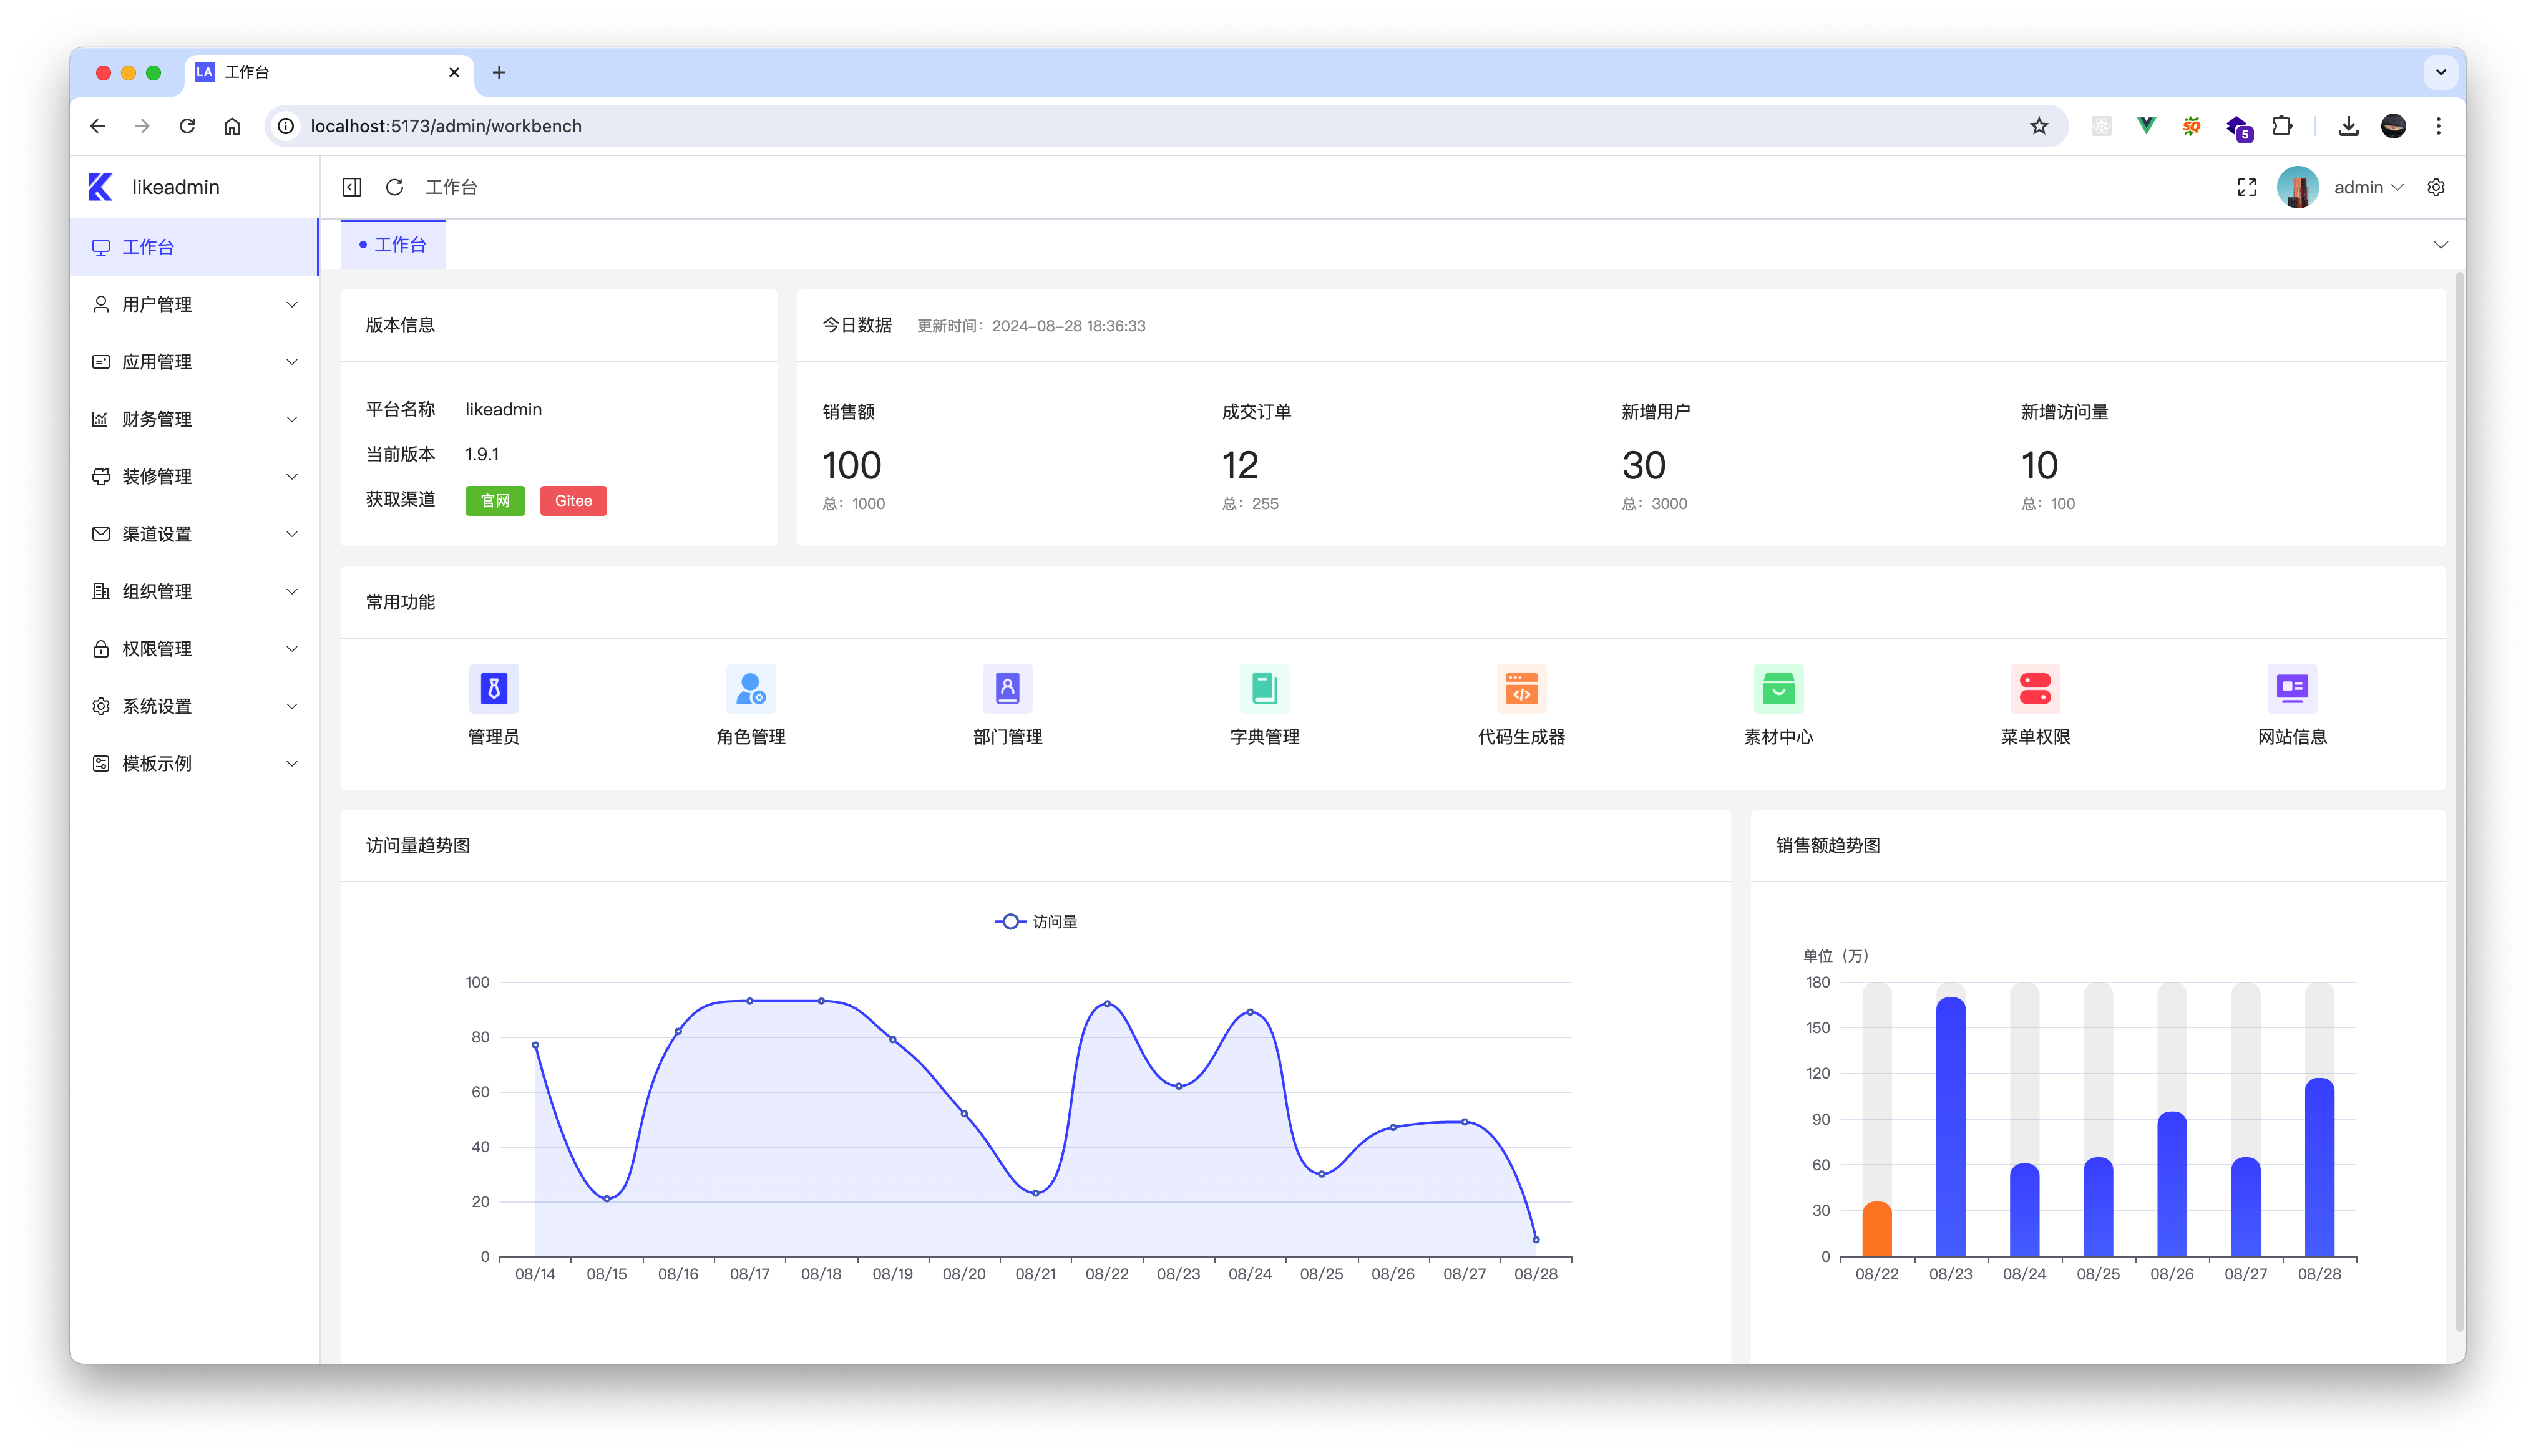 LA 工作台
localhost:5173/admin/workbench
5
likeadmin
工作台
admin
工作台
用户管理
应用管理
财务管理
装修管理
渠道设置
组织管理
权限管理
系统设置
模板示例
工作台
版本信息
平台名称 likeadmin
当前版本 1.9.1
获取渠道 官网 Gitee
今日数据 更新时间：2024-08-28 18:36:33
销售额 成交订单 新增用户 新增访问量
100 12 30 10
总：1000 总：255 总：3000 总：100
常用功能
管理员 角色管理 部门管理 字典管理 代码生成器 素材中心 菜单权限 网站信息
访问量趋势图
访问量
100
80
60
40
20
0
08/14 08/15 08/16 08/17 08/18 08/19 08/20 08/21 08/22 08/23 08/24 08/25 08/26 08/27 08/28
销售额趋势图
单位（万）
180
150
120
90
60
30
0
08/22 08/23 08/24 08/25 08/26 08/27 08/28